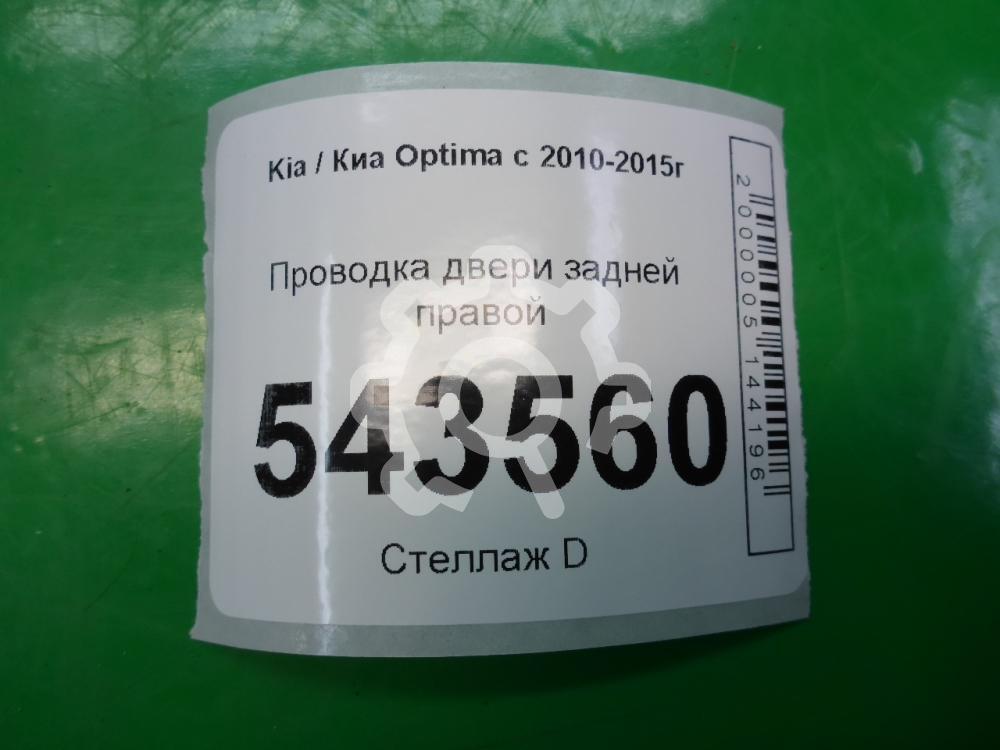 Kia / Киа Optima с 2010-2015г
Проводка двери задней
правой
543560
Стеллаж D
2000005144196